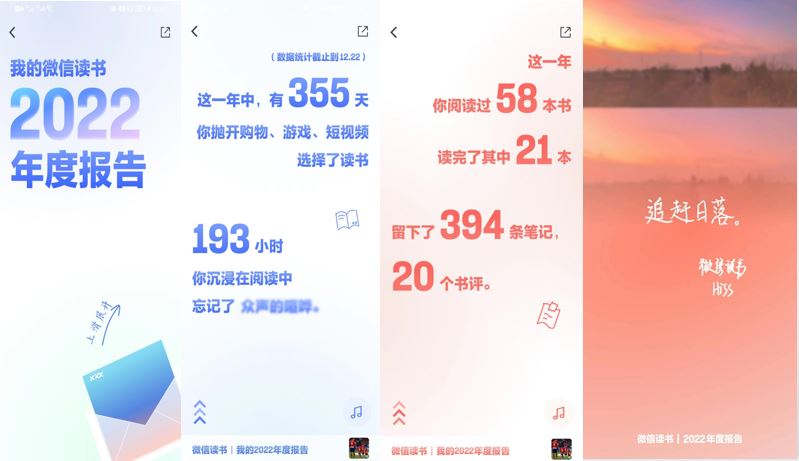 我的微信读书
2022
年度报告
上滑展开
xxx
(数据统计截止到12.22)
这一年中，有 355 天
你抛开购物、游戏、短视频
选择了读书
193 小时
你沉浸在阅读中
忘记了 众声的喧哗。
微信读书 | 我的2022年度报告
这一年
你阅读过 58 本书
读完了其中 21 本
留下了 394 条笔记，
20 个书评。
微信读书 | 我的2022年度报告
追赶日落。
微信读书
微信读书 | 2022年度报告